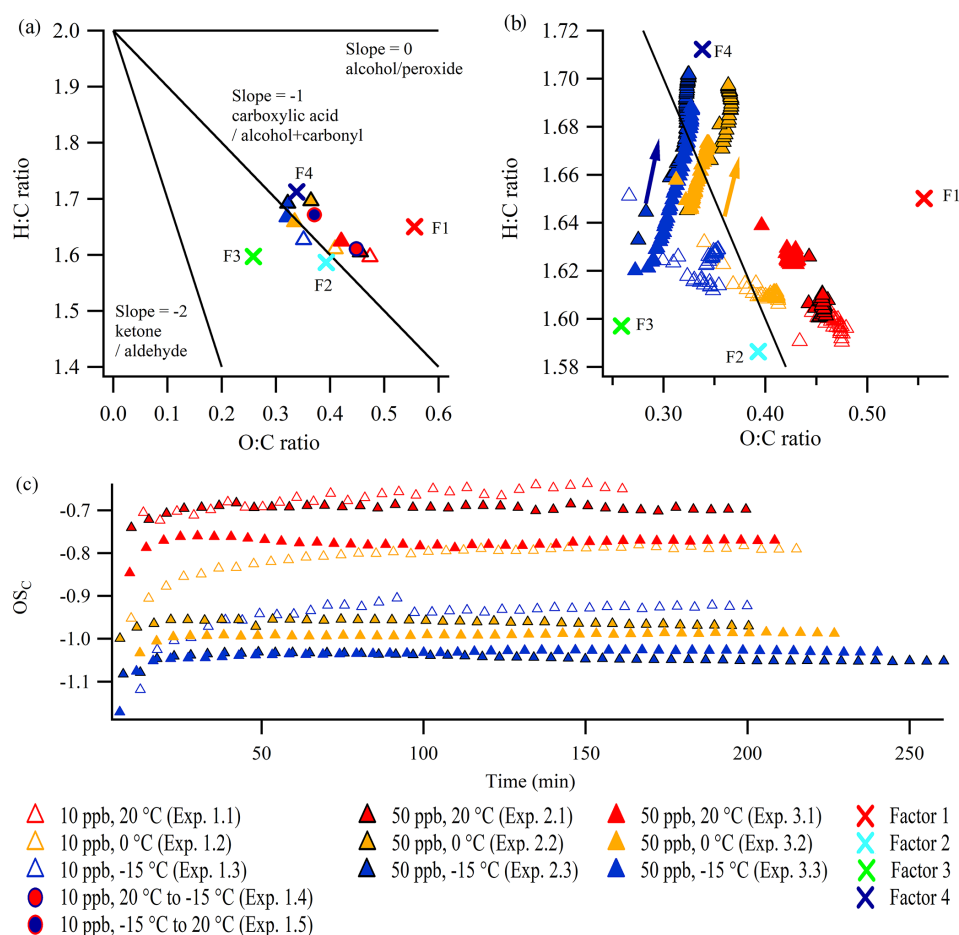 (a)
H:C ratio
2.0
1.9
1.8
1.7
1.6
1.5
1.4
Slope = 0
alcohol/peroxide
Slope = -1
carboxylic acid
/ alcohol+carbonyl
F4
F1
F3
F2
Slope = -2
ketone
/ aldehyde
0.0 0.1 0.2 0.3 0.4 0.5 0.6
O:C ratio
(b)
H:C ratio
1.72
1.70
1.68
1.66
1.64
1.62
1.60
1.58
F4
F1
F3
F2
0.30 0.40 0.50
O:C ratio
(c)
OSC
-0.7
-0.8
-0.9
-1.0
-1.1
50 100 150 200 250
Time (min)
10 ppb, 20 °C (Exp. 1.1)
10 ppb, 0 °C (Exp. 1.2)
10 ppb, -15 °C (Exp. 1.3)
10 ppb, 20 °C to -15 °C (Exp. 1.4)
10 ppb, -15 °C to 20 °C (Exp. 1.5)
50 ppb, 20 °C (Exp. 2.1)
50 ppb, 0 °C (Exp. 2.2)
50 ppb, -15 °C (Exp. 2.3)
50 ppb, 20 °C (Exp. 3.1)
50 ppb, 0 °C (Exp. 3.2)
50 ppb, -15 °C (Exp. 3.3)
Factor 1
Factor 2
Factor 3
Factor 4